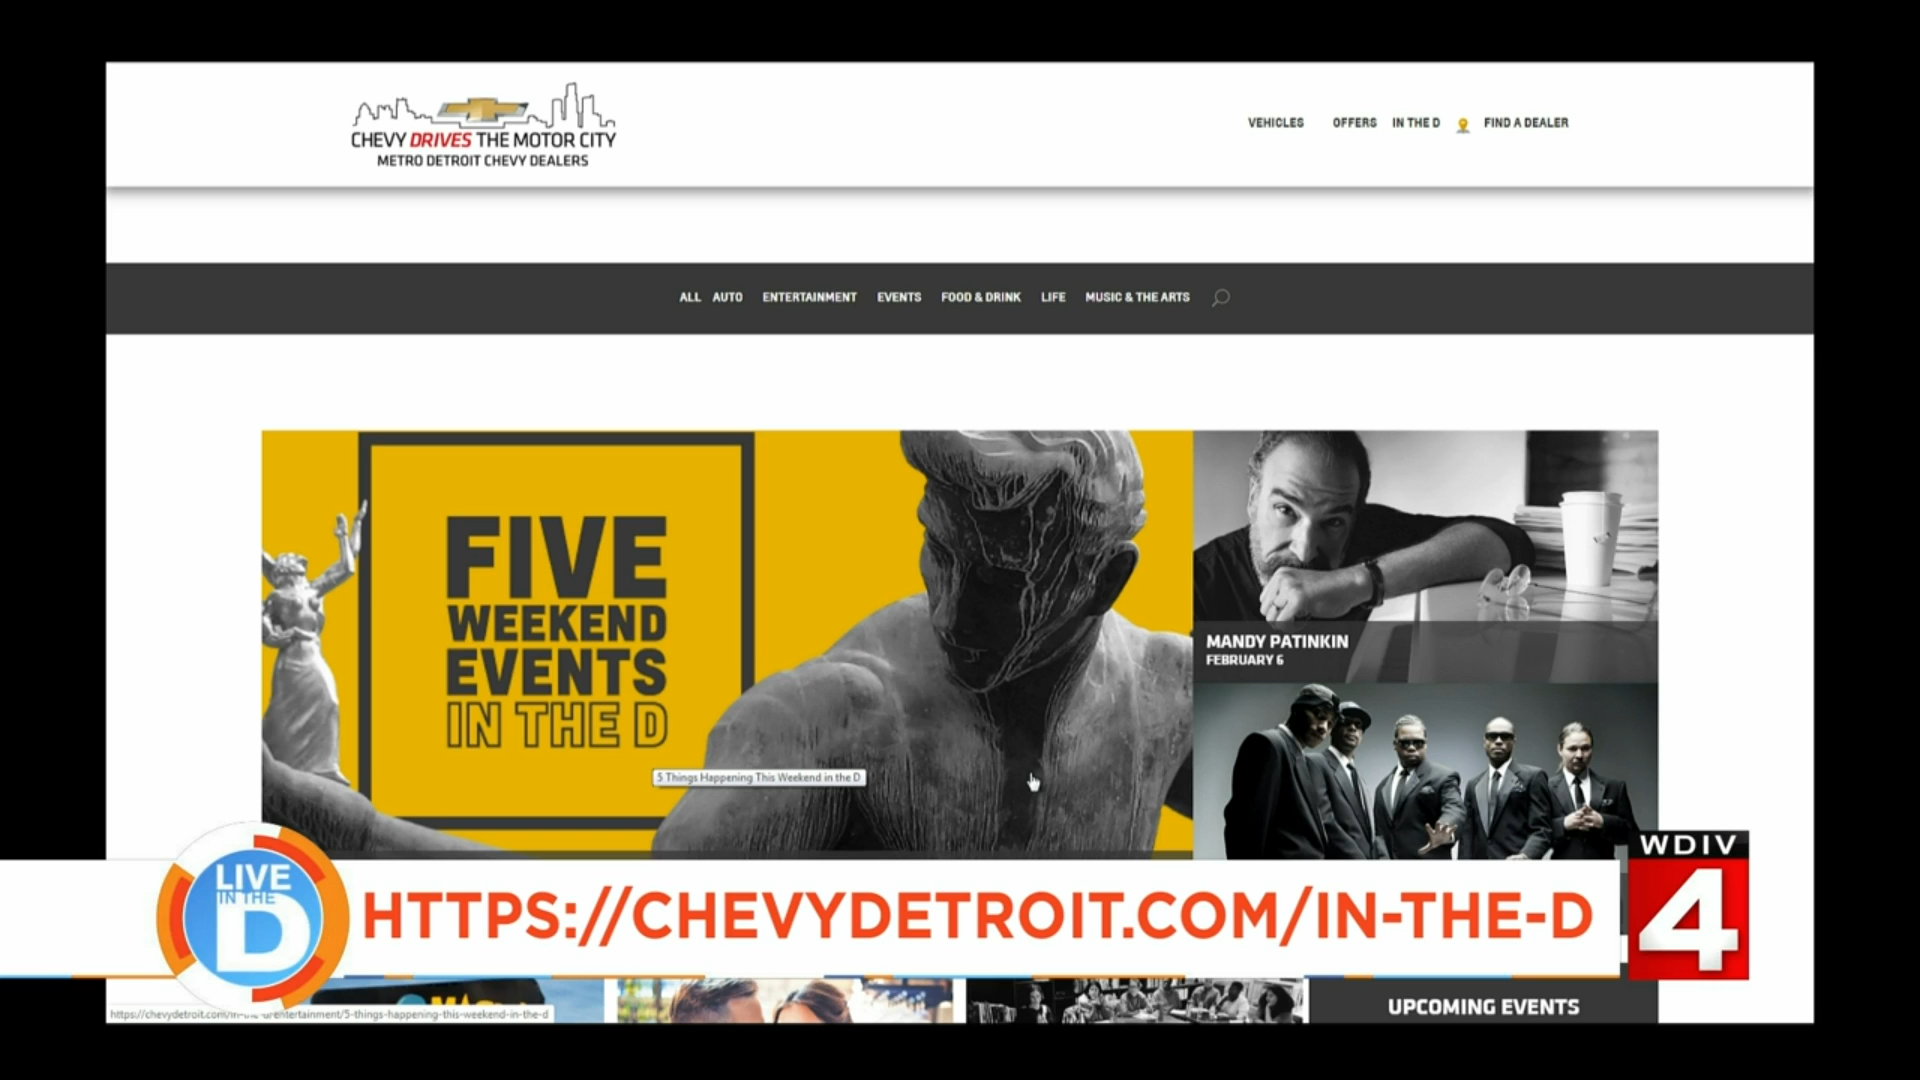 CHEVY DRIVES THE MOTOR CITY
METRO DETROIT CHEVY DEALERS
VEHICLES OFFERS IN THE D FIND A DEALER
ALL AUTO ENTERTAINMENT EVENTS FOOD & DRINK LIFE MUSIC & THE ARTS
FIVE
WEEKEND
EVENTS
IN THE D
5 Things Happening This Weekend in the D
MANDY PATINKIN
FEBRUARY 6
LIVE
IN THE
D
HTTPS://CHEVYDETROIT.COM/IN-THE-D
WDIV
4
UPCOMING EVENTS